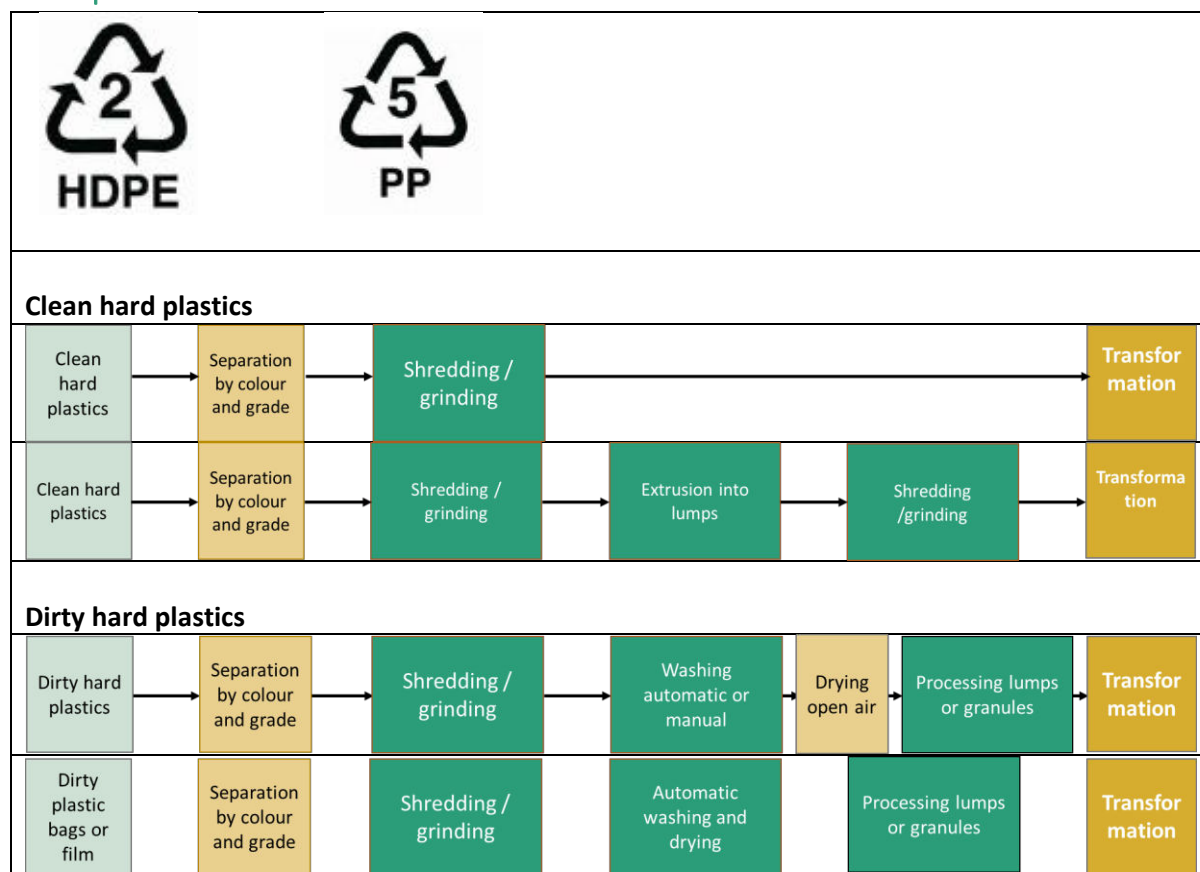 2
HDPE
5
PP
Clean hard plastics
Clean
hard
plastics
Separation
by colour
and grade
Shredding /
grinding
Transfor
mation
Clean hard
plastics
Separation
by colour
and grade
Shredding /
grinding
Extrusion into
lumps
Shredding
/grinding
Transforma
tion
Dirty hard plastics
Dirty hard
plastics
Separation
by colour
and grade
Shredding /
grinding
Washing
automatic or
manual
Drying
open air
Processing lumps
or granules
Transfor
mation
Dirty
plastic
bags or
film
Separation
by colour
and grade
Shredding /
grinding
Automatic
washing and
drying
Processing lumps
or granules
Transfor
mation